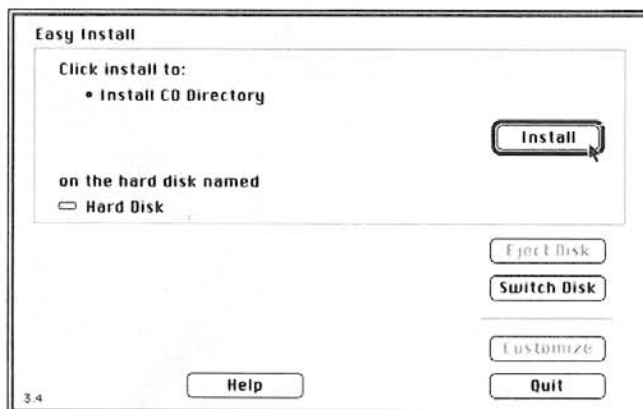 Easy Install
Click install to:
• Install CD Directory
Install
on the hard disk named
Hard Disk
Eject Disk
Switch Disk
Customize
Help
Quit
3.4